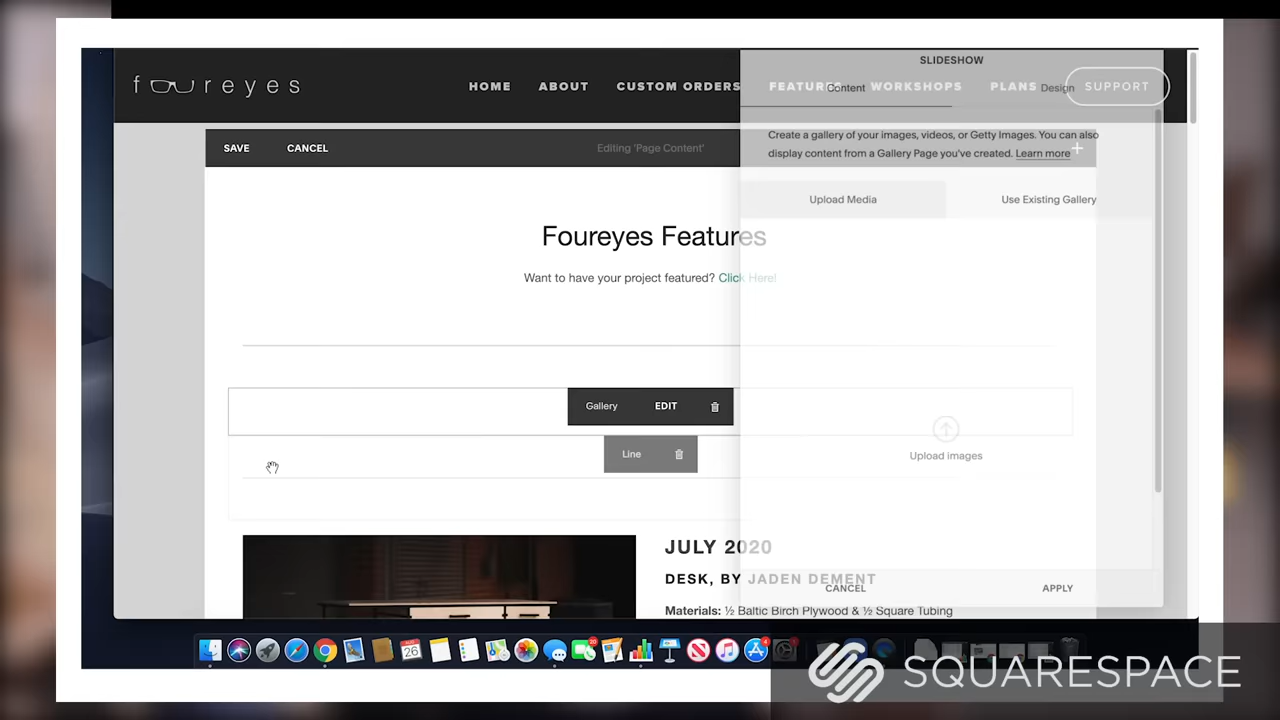 foureyes
HOME ABOUT CUSTOM ORDERS FEATURES WORKSHOPS PLANS SUPPORT
SLIDESHOW
Content Design
SAVE CANCEL Editing 'Page Content'
Create a gallery of your images, videos, or Getty Images. You can also
display content from a Gallery Page you've created. Learn more
Upload Media Use Existing Gallery
Foureyes Features
Want to have your project featured? Click Here!
Gallery EDIT
Line
Upload images
JULY 2020
DESK, BY JADEN DEMENT
CANCEL APPLY
Materials: ½ Baltic Birch Plywood & ½ Square Tubing
AUG
26
20
4
SQUARESPACE